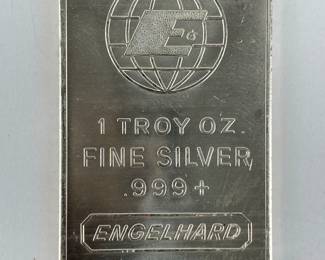 E
1 TROY OZ.
FINE SILVER
.999+
ENGELHARD